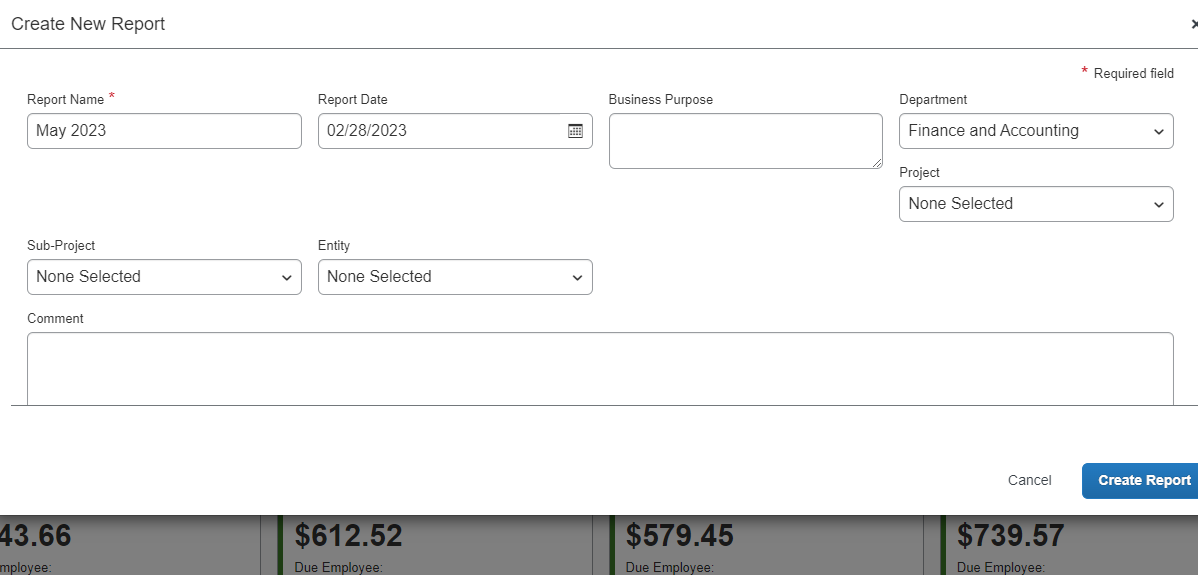 Create New Report
* Required field
Report Name * Report Date Business Purpose Department
May 2023 02/28/2023 Finance and Accounting
Project
None Selected
Sub-Project Entity
None Selected None Selected
Comment
Cancel Create Report
43.66 $612.52 $579.45 $739.57
mployee: Due Employee: Due Employee: Due Employee: